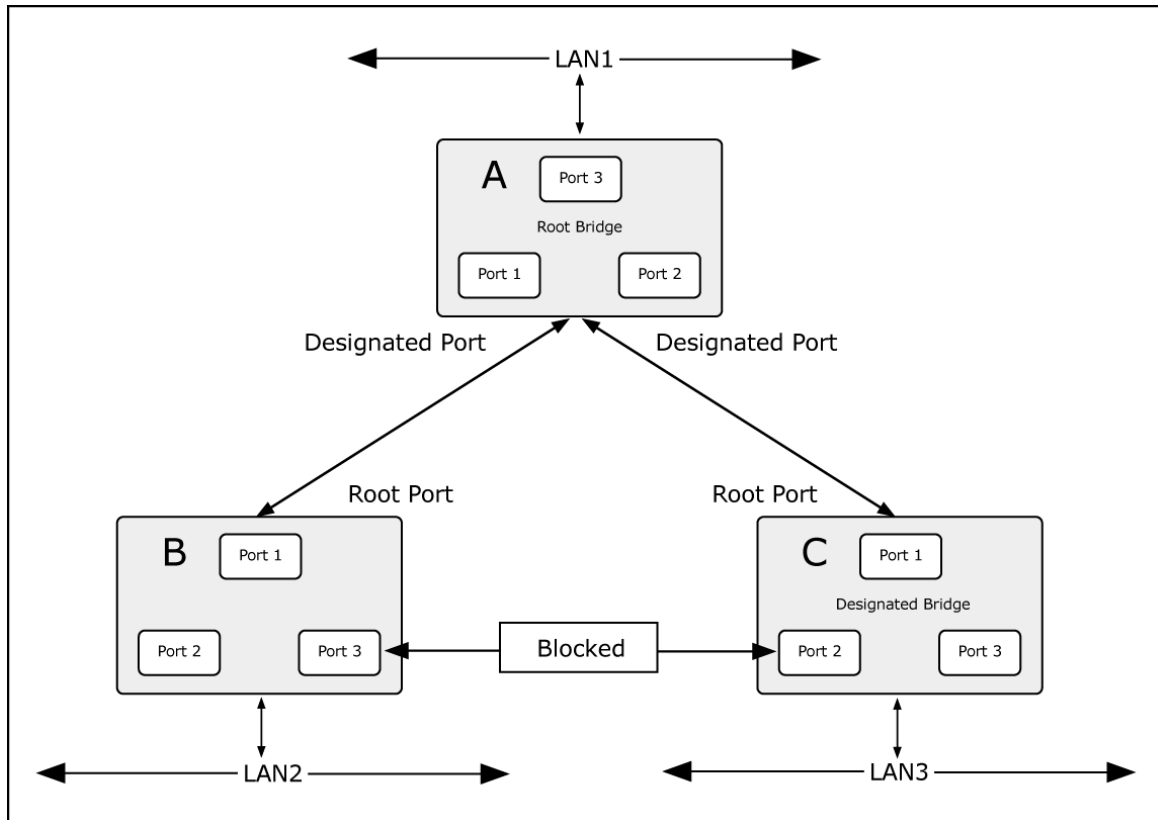 LAN1
A
Port 3
Root Bridge
Port 1
Port 2
Designated Port
Designated Port
Root Port
Root Port
B
Port 1
C
Port 1
Designated Bridge
Port 2
Port 3
Blocked
Port 2
Port 3
LAN2
LAN3